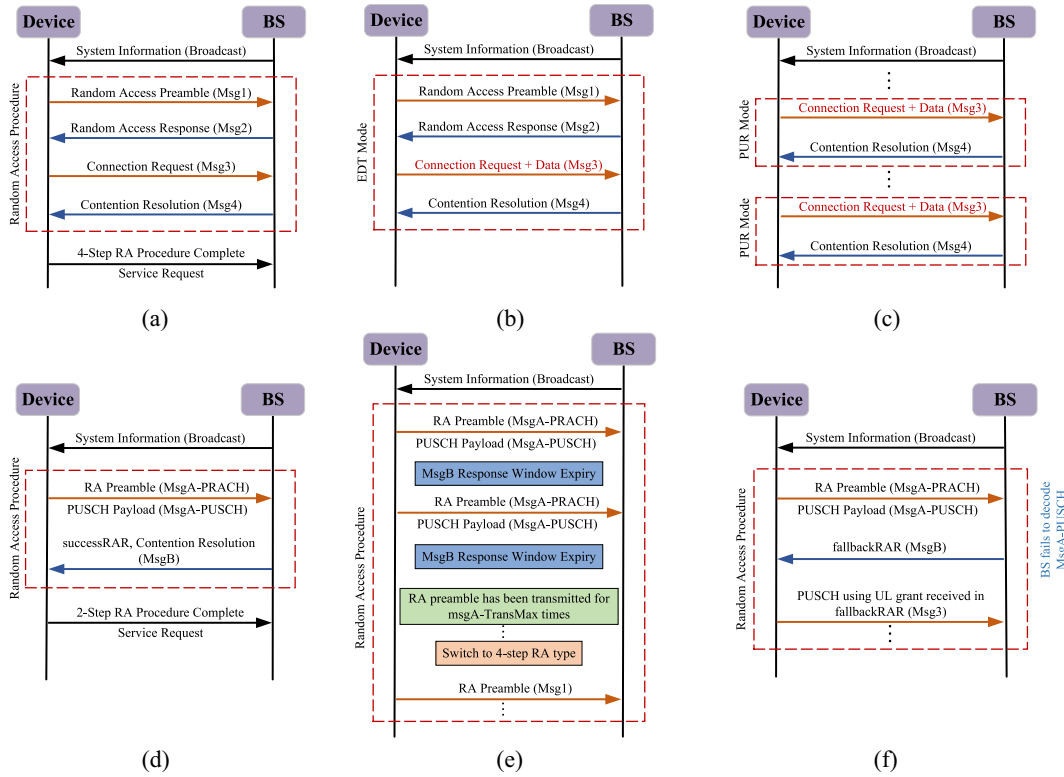 Device
BS
System Information (Broadcast)
Random Access Procedure
Random Access Preamble (Msg1)
Random Access Response (Msg2)
Connection Request (Msg3)
Contention Resolution (Msg4)
4-Step RA Procedure Complete
Service Request
(a)
Device
BS
System Information (Broadcast)
EDT Mode
Random Access Preamble (Msg1)
Random Access Response (Msg2)
Connection Request + Data (Msg3)
Contention Resolution (Msg4)
(b)
Device
BS
System Information (Broadcast)
PUR Mode
Connection Request + Data (Msg3)
Contention Resolution (Msg4)
PUR Mode
Connection Request + Data (Msg3)
Contention Resolution (Msg4)
(c)
Device
BS
System Information (Broadcast)
Random Access Procedure
RA Preamble (MsgA-PRACH)
PUSCH Payload (MsgA-PUSCH)
successRAR, Contention Resolution
(MsgB)
2-Step RA Procedure Complete
Service Request
(d)
Device
BS
System Information (Broadcast)
Random Access Procedure
RA Preamble (MsgA-PRACH)
PUSCH Payload (MsgA-PUSCH)
MsgB Response Window Expiry
RA Preamble (MsgA-PRACH)
PUSCH Payload (MsgA-PUSCH)
MsgB Response Window Expiry
RA preamble has been transmitted for
msgA-TransMax times
Switch to 4-step RA type
RA Preamble (Msg1)
(e)
Device
BS
System Information (Broadcast)
Random Access Procedure
RA Preamble (MsgA-PRACH)
PUSCH Payload (MsgA-PUSCH)
fallbackRAR (MsgB)
PUSCH using UL grant received in
fallbackRAR (Msg3)
BS fails to decode
MsgA-PUSCH
(f)